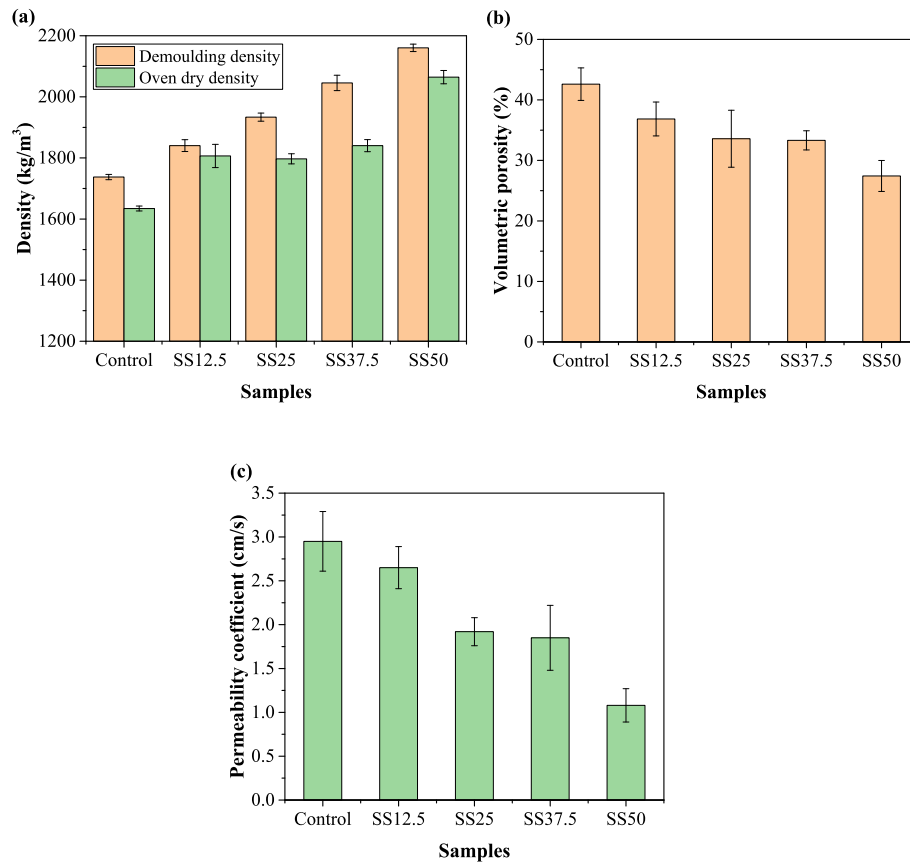 (a)
2200
2000
1800
1600
1400
1200
Density (kg/m³)
Demoulding density
Oven dry density
Control SS12.5 SS25 SS37.5 SS50
Samples
(b)
50
40
30
20
10
0
Volumetric porosity (%)
Control SS12.5 SS25 SS37.5 SS50
Samples
(c)
3.5
3.0
2.5
2.0
1.5
1.0
0.5
0.0
Permeability coefficient (cm/s)
Control SS12.5 SS25 SS37.5 SS50
Samples